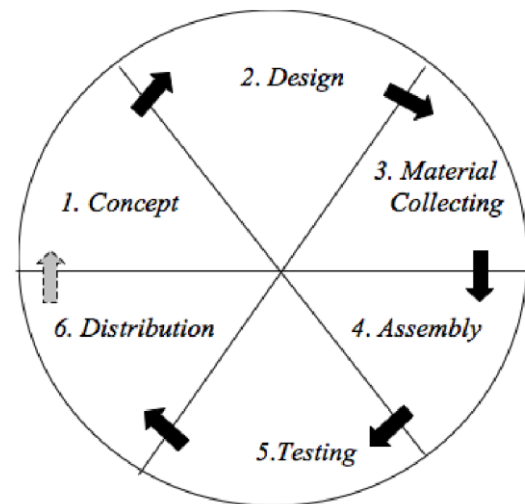 1. Concept
2. Design
3. Material
Collecting
4. Assembly
5.Testing
6. Distribution